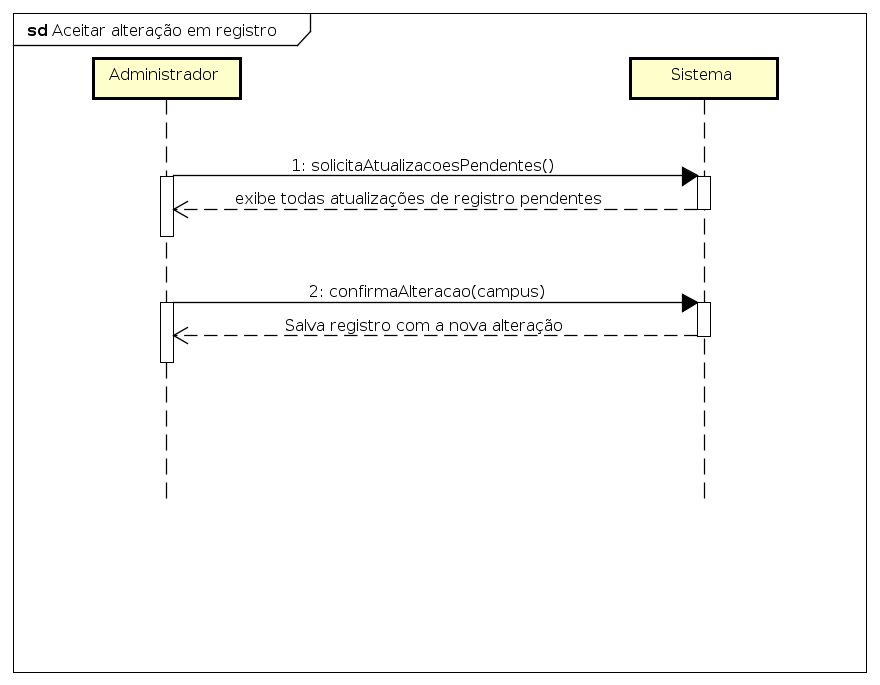 sd Aceitar alteração em registro
Administrador
Sistema
1: solicitaAtualizacoesPendentes()
exibe todas atualizações de registro pendentes
2: confirmaAlteracao(campus)
Salva registro com a nova alteração